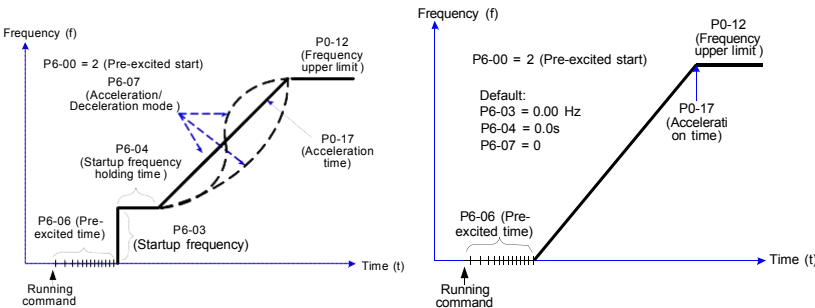 Frequency (f)
P6-00 = 2 (Pre-excited start)
P6-07
(Acceleration/
Deceleration mode )
P0-12
(Frequency
upper limit )
P6-04
(Startup frequency
holding time )
P0-17
(Acceleration
time)
P6-06 (Pre-
excited time)
P6-03
(Startup frequency)
Time (t)
Running
command
Frequency (f)
P0-12
(Frequency
upper limit )
P6-00 = 2 (Pre-excited start)
Default:
P6-03 = 0.00 Hz
P6-04 = 0.0s
P6-07 = 0
P0-17
(Accelerati
on time)
P6-06 (Pre-
excited time)
Time (t)
Running
command